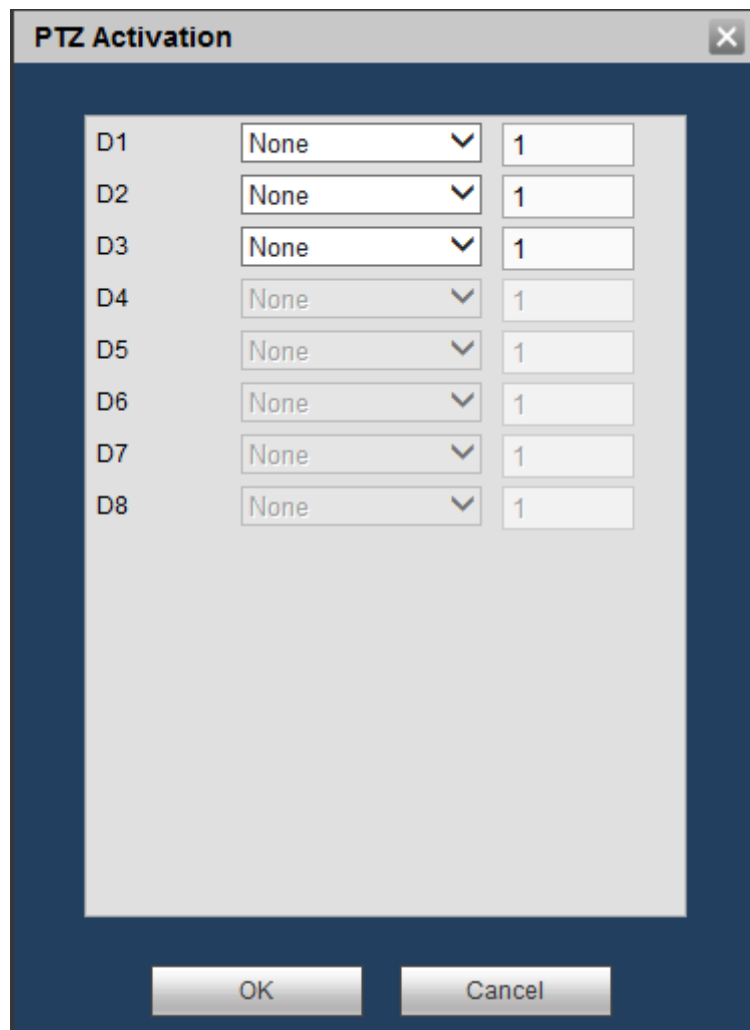 PTZ Activation
D1 None 1
D2 None 1
D3 None 1
D4 None 1
D5 None 1
D6 None 1
D7 None 1
D8 None 1
OK Cancel